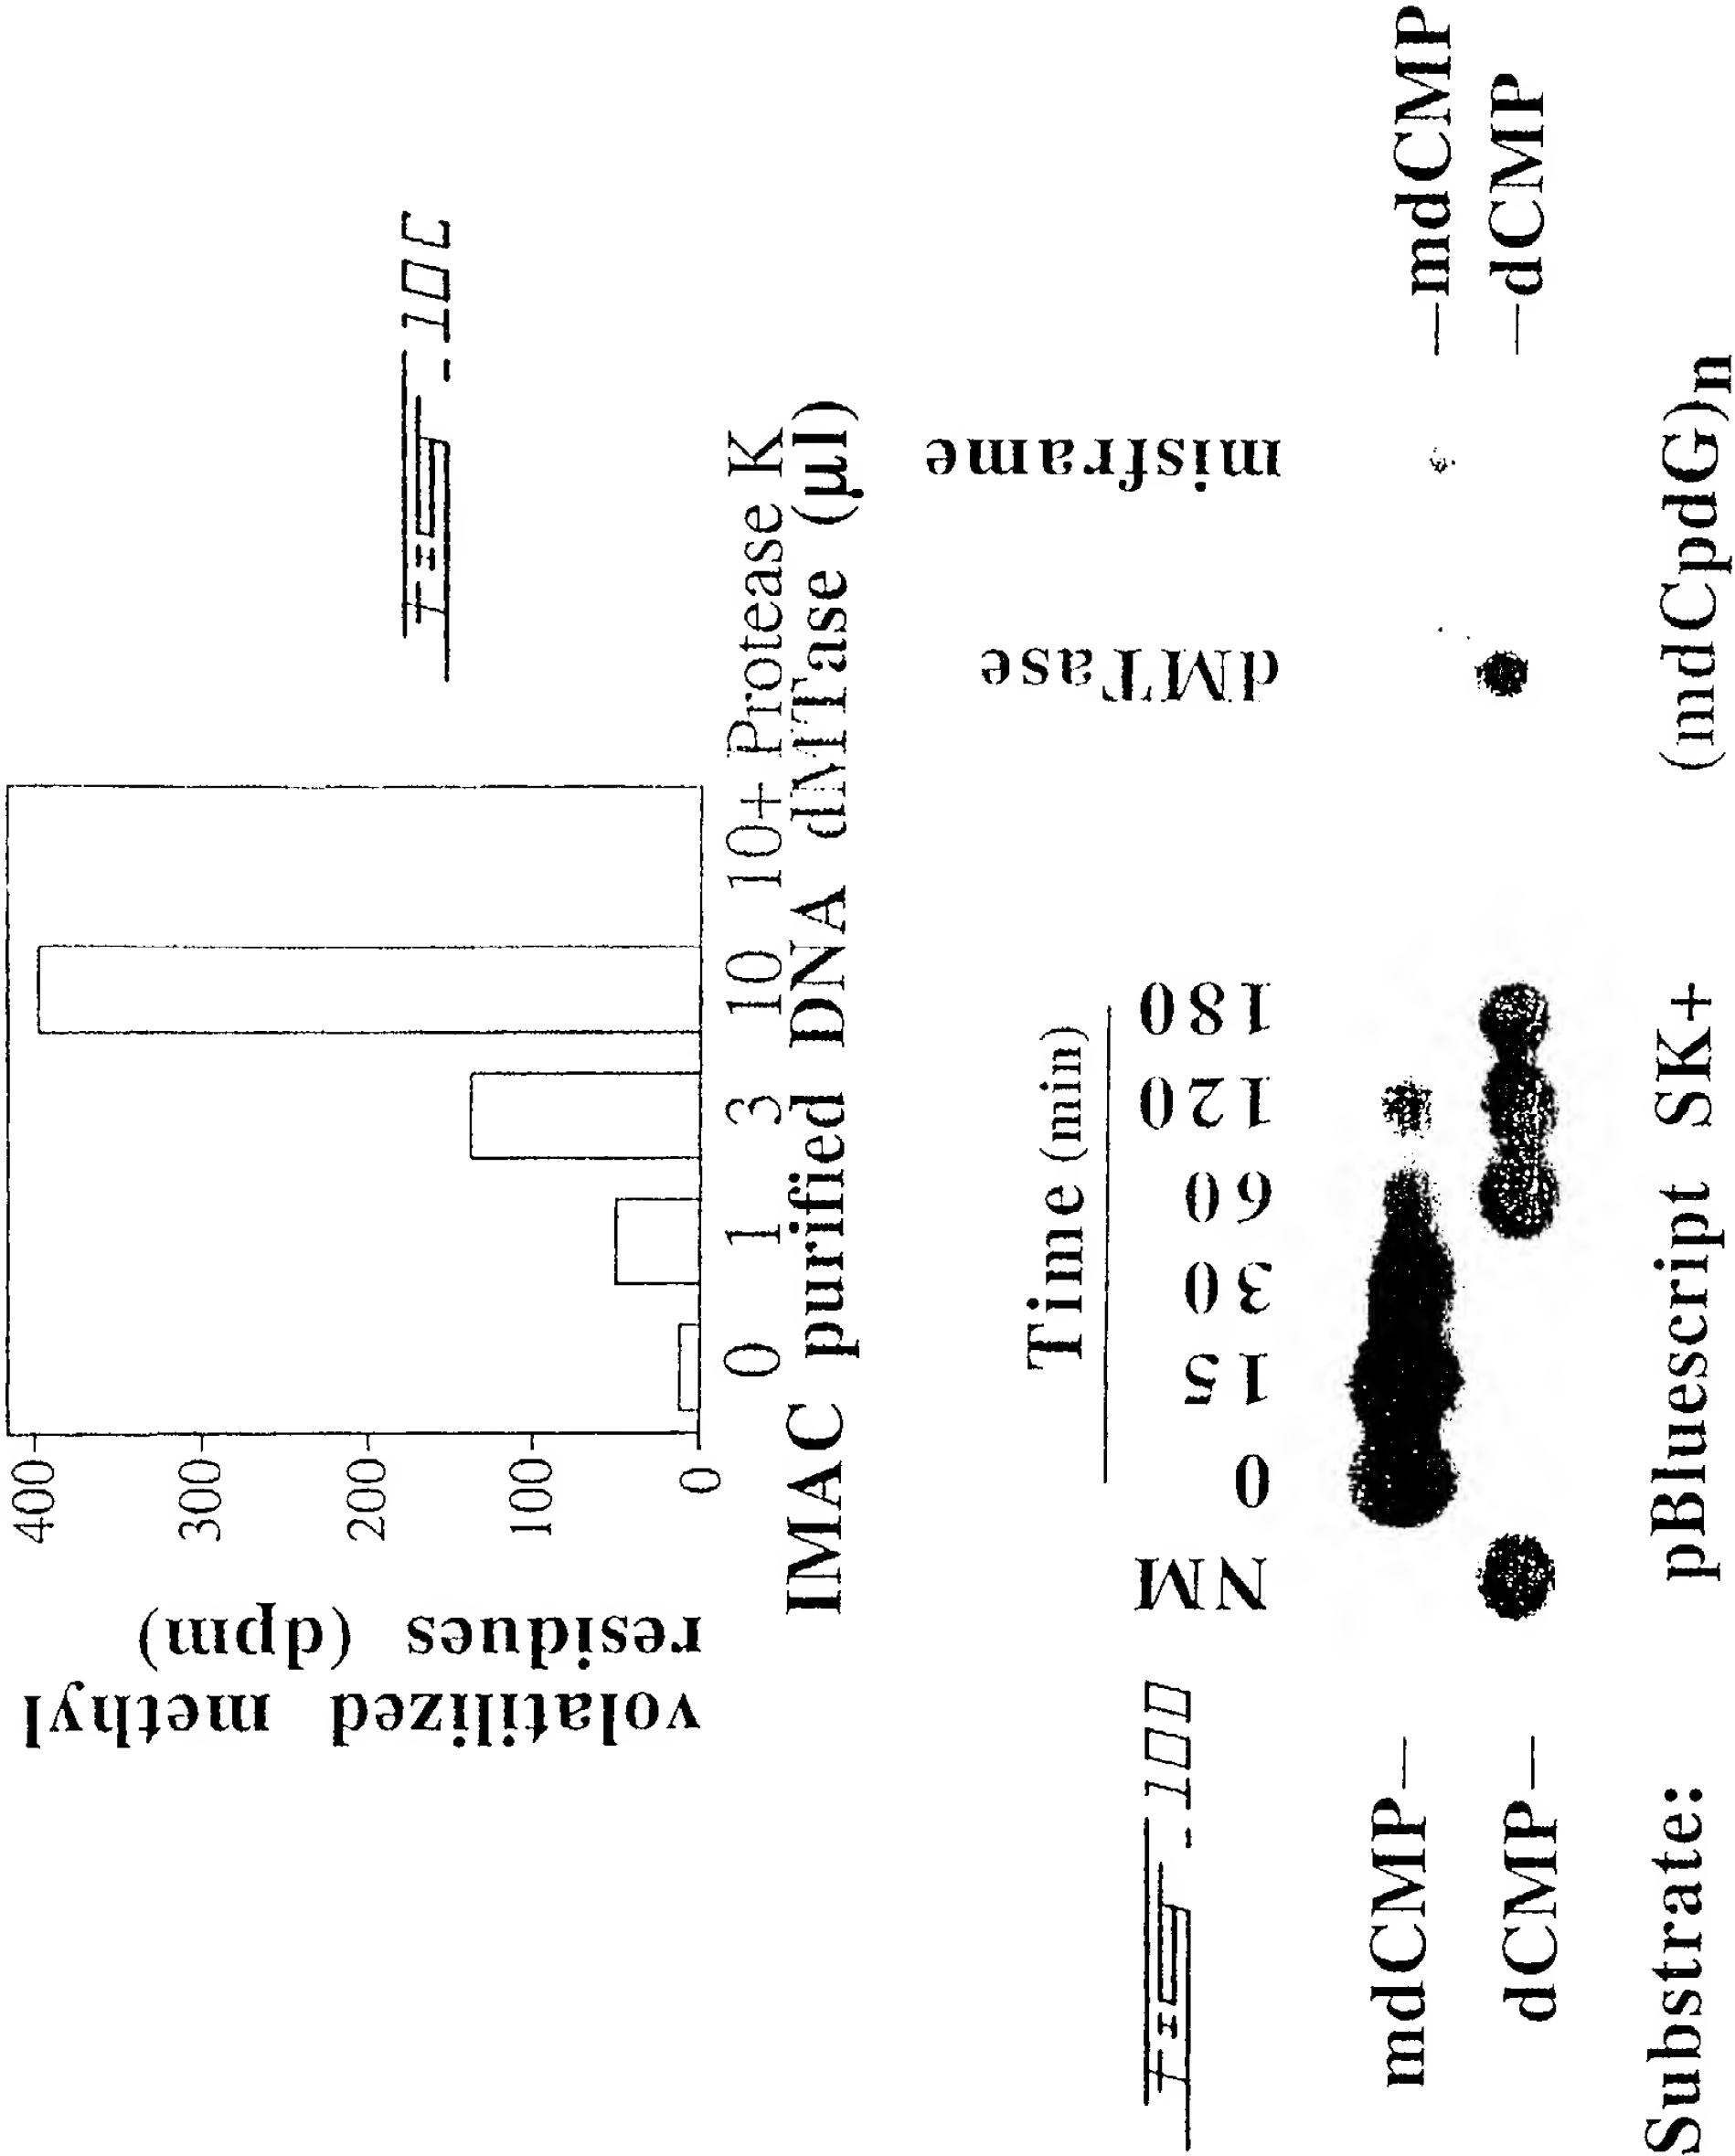 400
300
200
100
0
volatilized methyl
residues (dpm)
0 1 3 10 10+ Protease K
IMAC purified DNA dMTase (µl)
FIG-10C
FIG-10D
Time (min)
NM 0 15 30 60 120 180
dMTase misframe
mdCMP
dCMP
mdCMP
dCMP
Substrate: pBluescript SK+ (mdCpdG)n